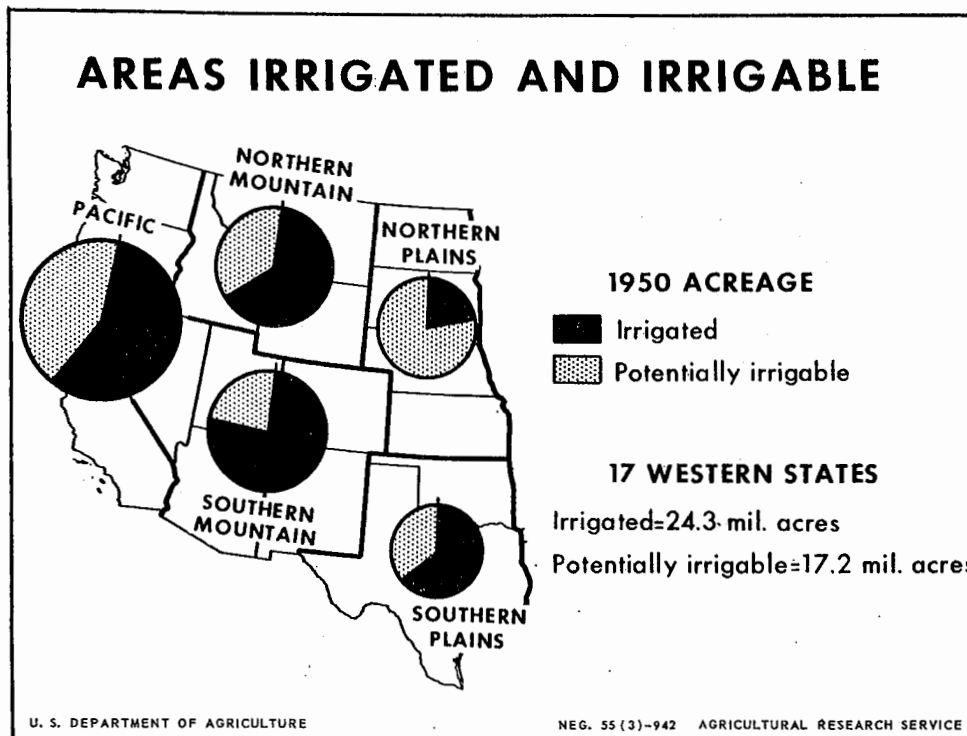 AREAS IRRIGATED AND IRRIGABLE
NORTHERN
MOUNTAIN
PACIFIC
NORTHERN
PLAINS
SOUTHERN
MOUNTAIN
SOUTHERN
PLAINS
1950 ACREAGE
Irrigated
Potentially irrigable
17 WESTERN STATES
Irrigated=24.3 mil. acres
Potentially irrigable=17.2 mil. acres
U. S. DEPARTMENT OF AGRICULTURE
NEG. 55 (3)-942 AGRICULTURAL RESEARCH SERVICE